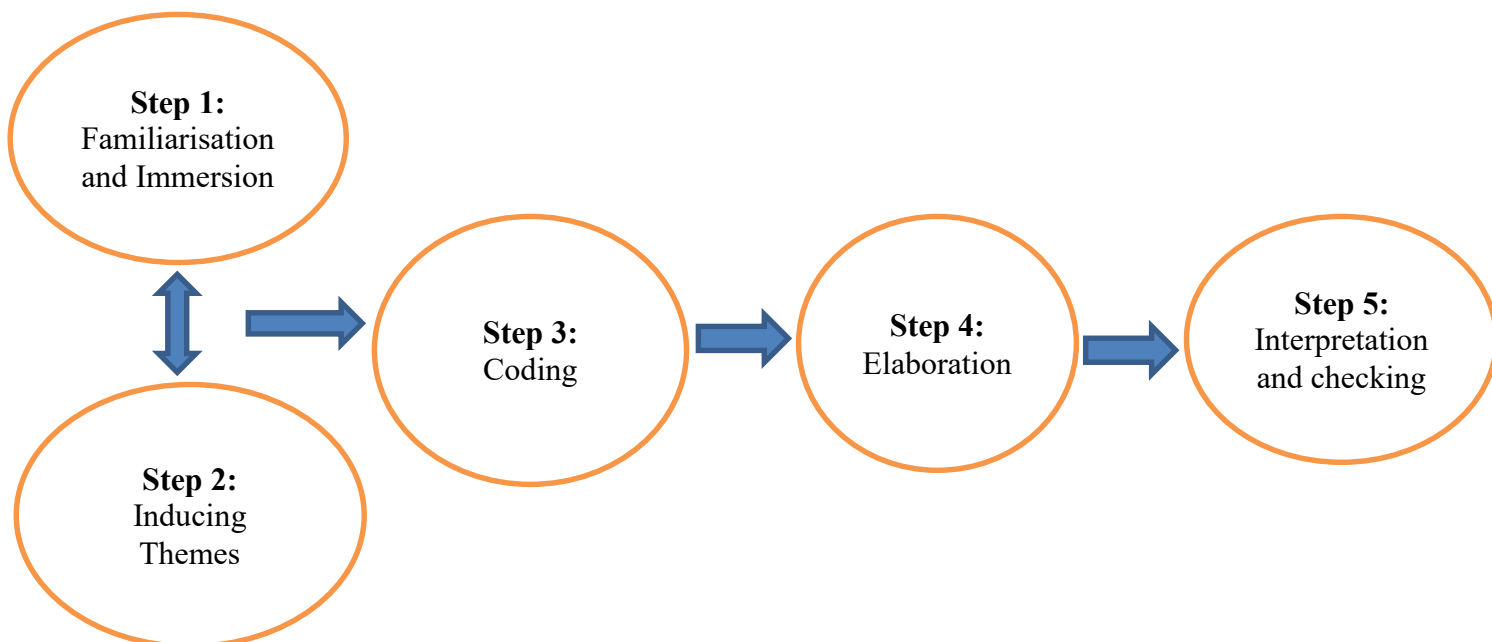 Step 1:
Familiarisation
and Immersion
Step 2:
Inducing
Themes
Step 3:
Coding
Step 4:
Elaboration
Step 5:
Interpretation
and checking